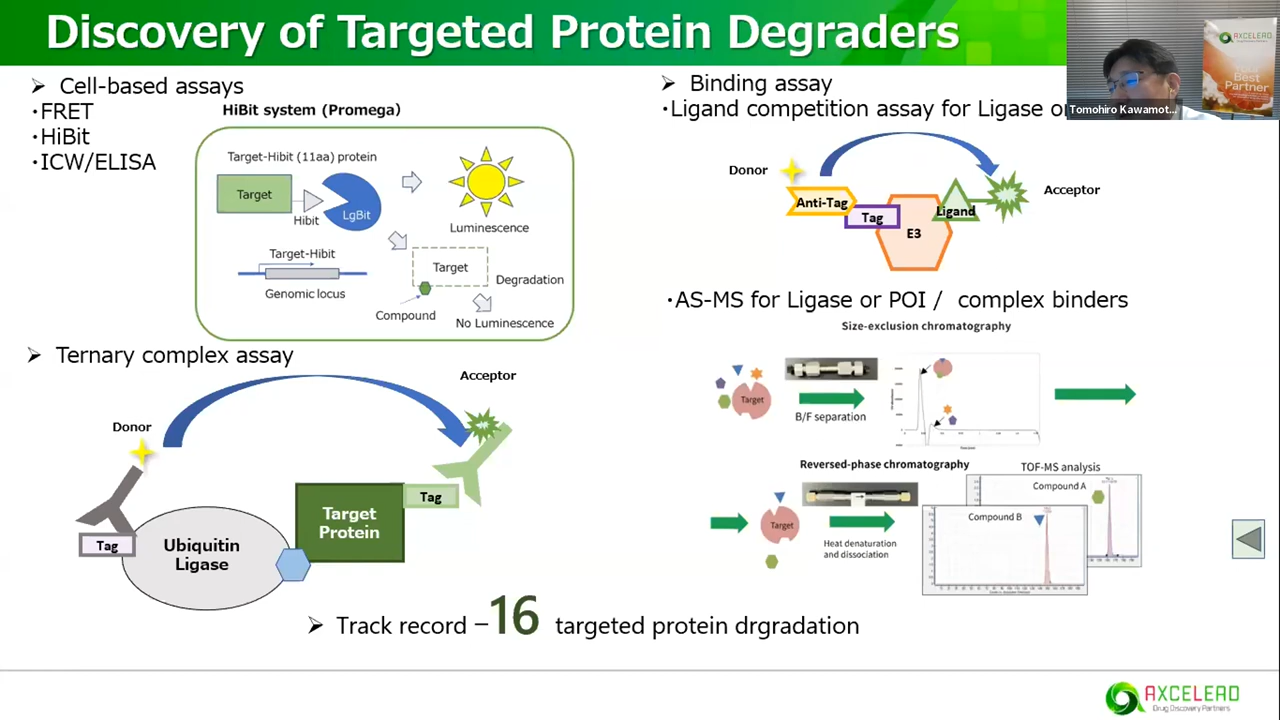 Discovery of Targeted Protein Degraders
➢ Cell-based assays
・FRET
・HiBit
・ICW/ELISA
HiBit system (Promega)
Target-Hibit (11aa) protein
Target
Hibit
LgBit
Luminescence
Target-Hibit
Genomic locus
Target
Degradation
Compound
No Luminescence
➢ Ternary complex assay
Donor
Acceptor
Tag
Ubiquitin
Ligase
Target
Protein
Tag
➢ Binding assay
・Ligand competition assay for Ligase or
Donor
Acceptor
Anti-Tag
Tag
E3
Ligand
・AS-MS for Ligase or POI / complex binders
Size-exclusion chromatography
Target
B/F separation
Reversed-phase chromatography
TOF-MS analysis
Target
Heat denaturation
and dissociation
Compound A
Compound B
➢ Track record –16 targeted protein drgradation
AXCELEAD
Drug Discovery Partners
AXCELEAD
Your
Best
Partner
Tomohiro Kawamot...